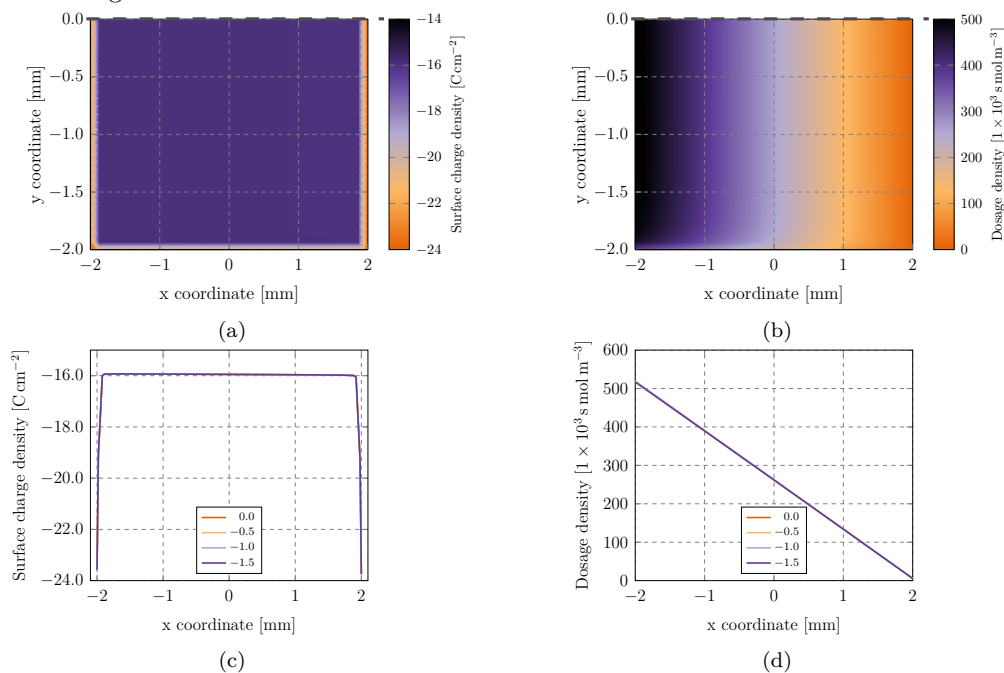 0.0
−0.5
−1.0
−1.5
−2.0
y coordinate [mm]
−2 −1 0 1 2
x coordinate [mm]
−14
−16
−18
−20
−22
−24
Surface charge density [C cm⁻²]
(a)
0.0
−0.5
−1.0
−1.5
−2.0
y coordinate [mm]
−2 −1 0 1 2
x coordinate [mm]
500
400
300
200
100
0
Dosage density [1 × 10³ s mol m⁻³]
(b)
−16.0
−18.0
−20.0
−22.0
−24.0
Surface charge density [C cm⁻²]
0.0
−0.5
−1.0
−1.5
−2 −1 0 1 2
x coordinate [mm]
(c)
600
500
400
300
200
100
0
Dosage density [1 × 10³ s mol m⁻³]
0.0
−0.5
−1.0
−1.5
−2 −1 0 1 2
x coordinate [mm]
(d)